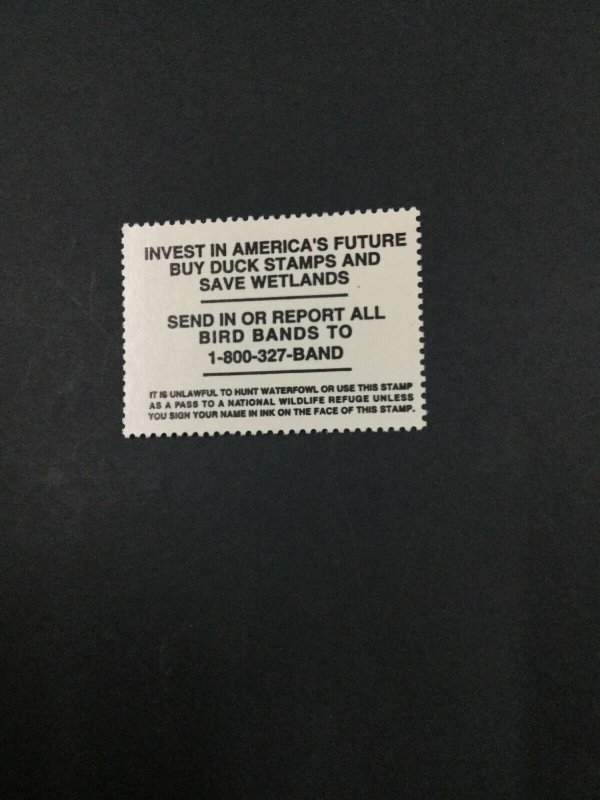 INVEST IN AMERICA'S FUTURE
BUY DUCK STAMPS AND
SAVE WETLANDS
SEND IN OR REPORT ALL
BIRD BANDS TO
1-800-327-BAND
IT IS UNLAWFUL TO HUNT WATERFOWL OR USE THIS STAMP
AS A PASS TO A NATIONAL WILDLIFE REFUGE UNLESS
YOU SIGN YOUR NAME IN INK ON THE FACE OF THIS STAMP.